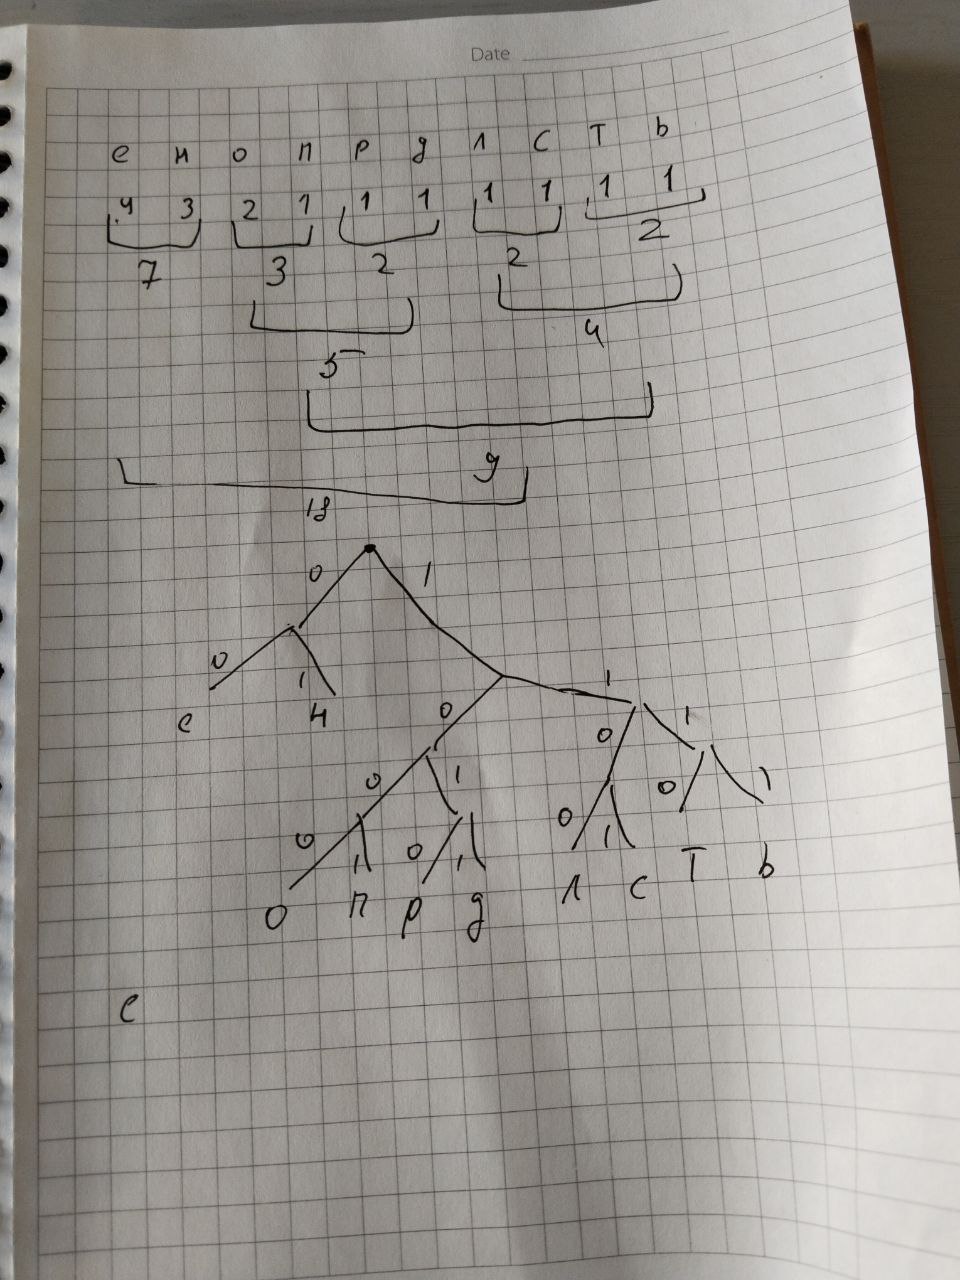 Date
е н о п р д л с т ь
4 3 2 1 1 1 1 1 1 1
7 3 2 2 2
5 4
9
18
0 1
0 1 0 1
е н 0 1 0 1
0 1 0 1 0 1 0 1
о п р д л с т ь
е